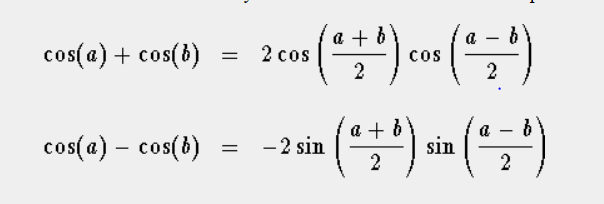 cos(a) + cos(b) = 2 cos ( a + b / 2 ) cos ( a − b / 2 )
cos(a) − cos(b) = −2 sin ( a + b / 2 ) sin ( a − b / 2 )